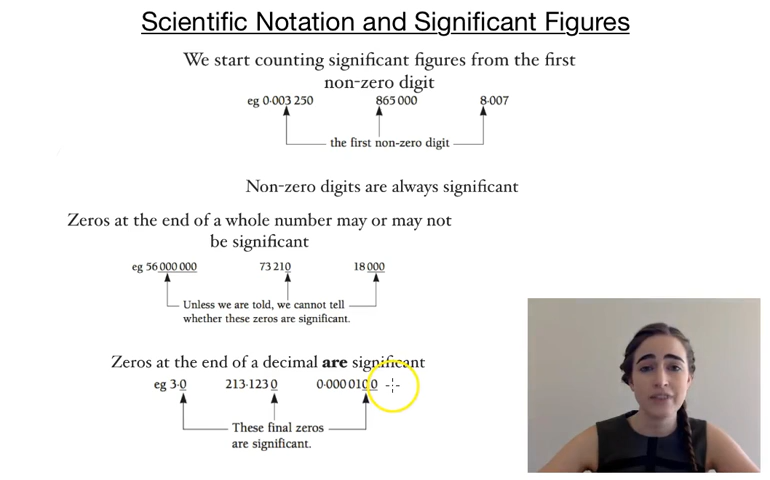 Scientific Notation and Significant Figures
We start counting significant figures from the first
non-zero digit
eg 0·003 250 865 000 8·007
the first non-zero digit
Non-zero digits are always significant
Zeros at the end of a whole number may or may not
be significant
eg 56 000 000 73 210 18 000
Unless we are told, we cannot tell
whether these zeros are significant.
Zeros at the end of a decimal are significant
eg 3·0 213·123 0 0·000 010 0
These final zeros
are significant.